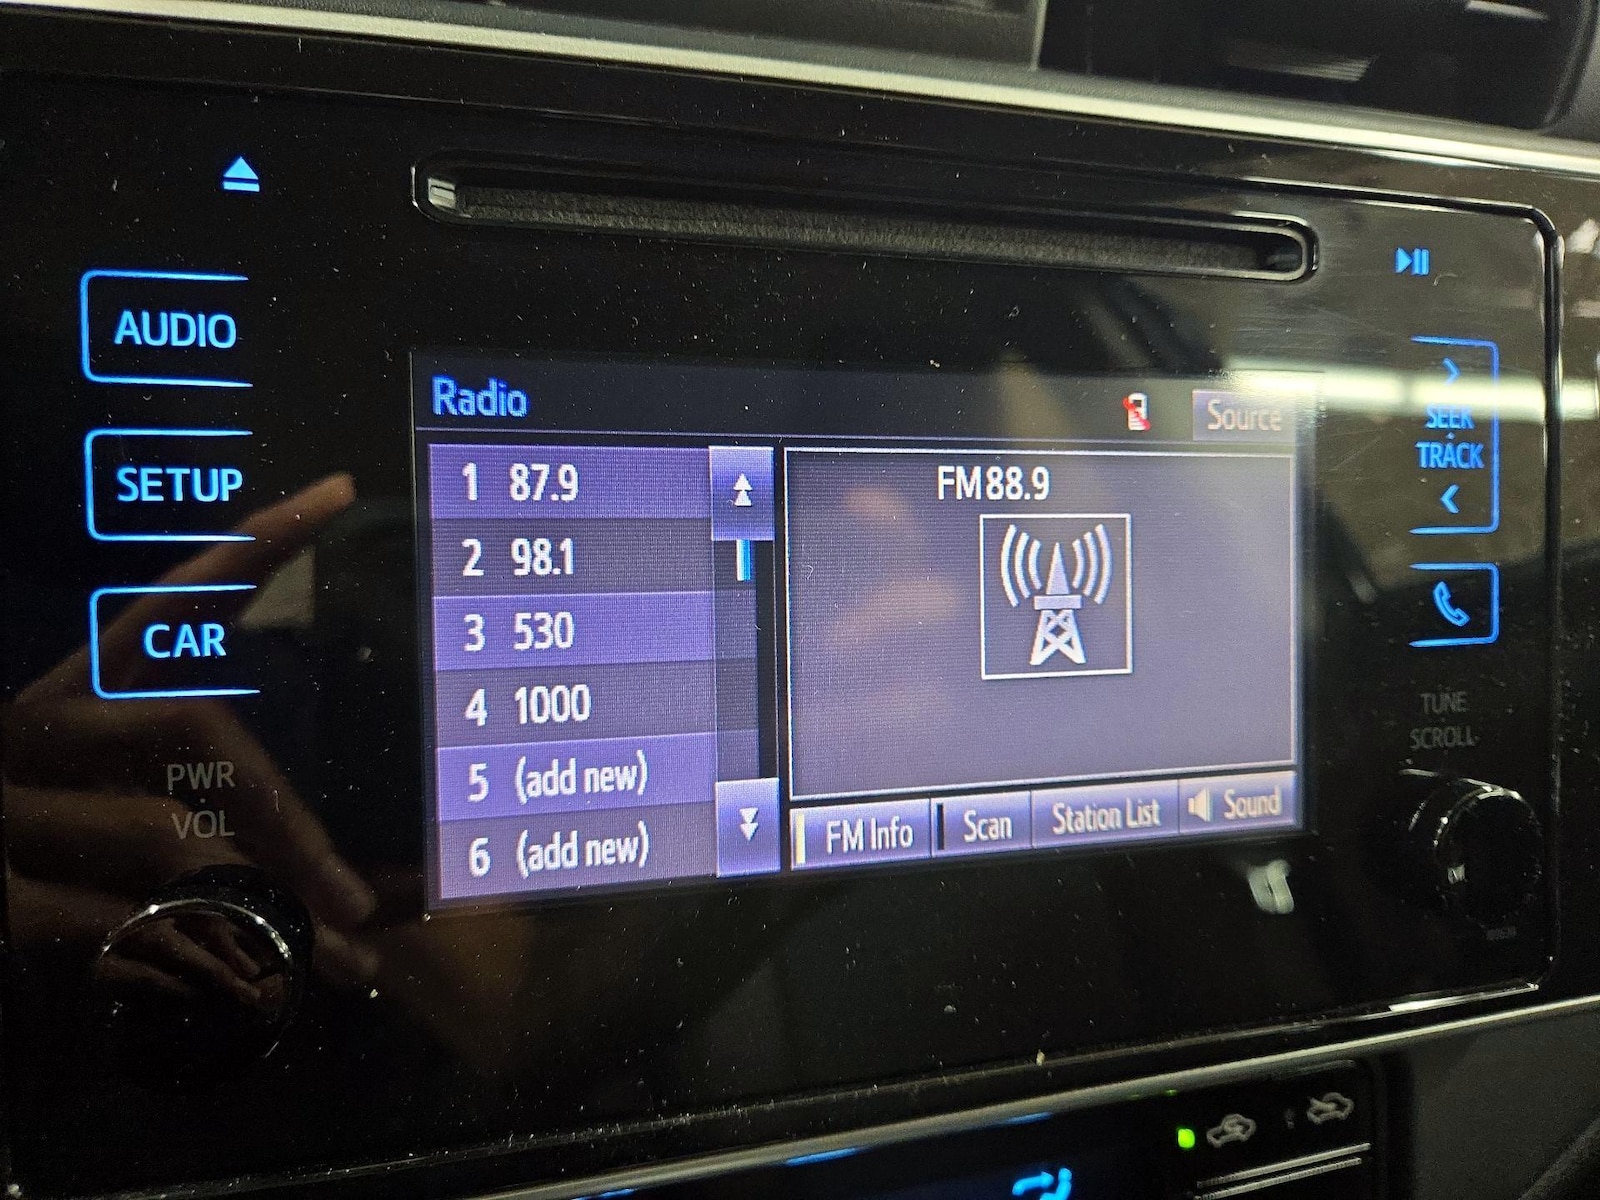 AUDIO
SETUP
CAR
PWR
VOL
Radio
Source
1 87.9
2 98.1
3 530
4 1000
5 (add new)
6 (add new)
FM88.9
FM Info
Scan
Station List
Sound
SEEK
TRACK
TUNE
SCROLL